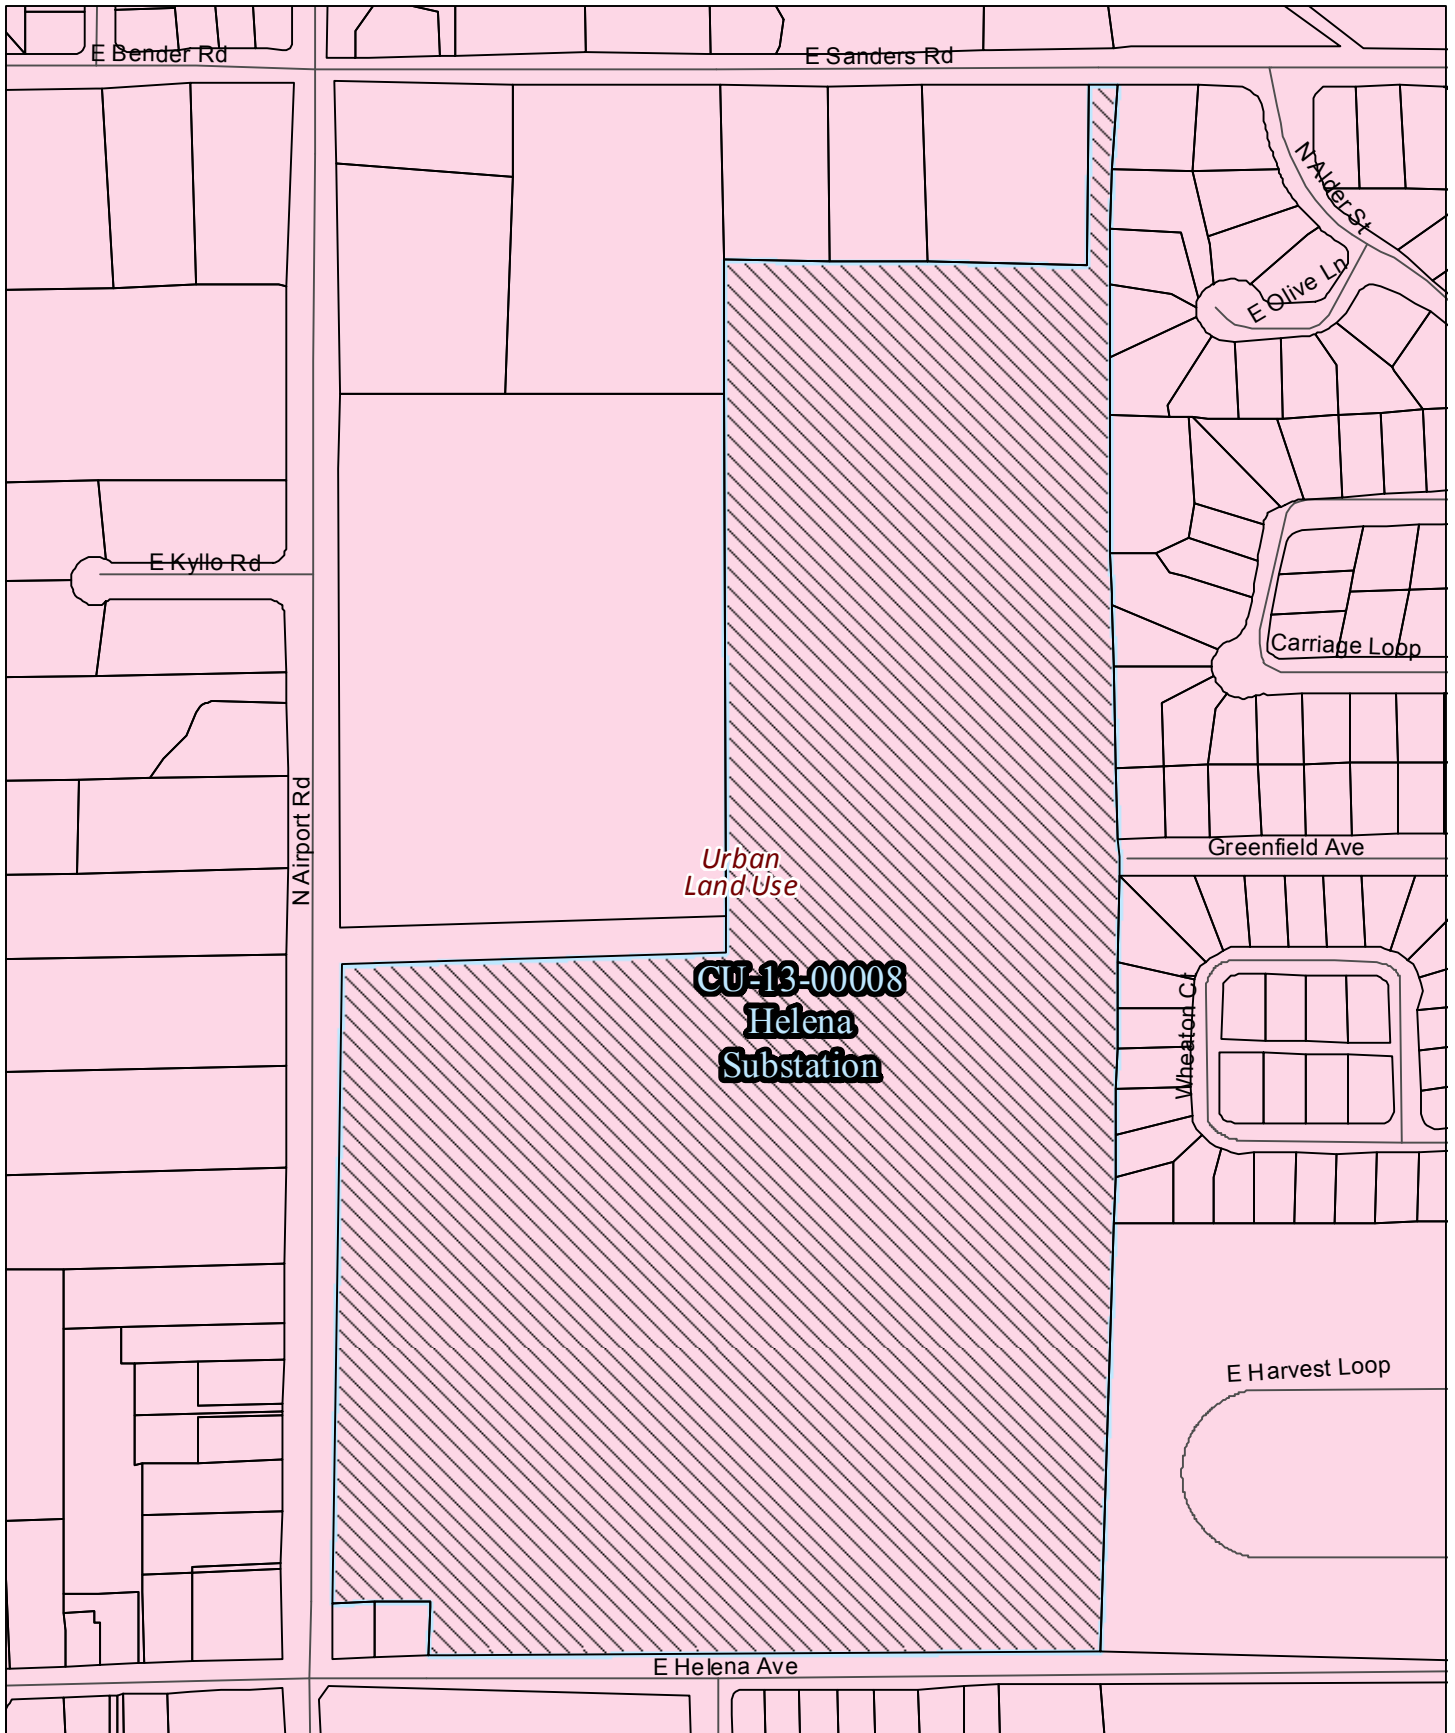 E Bender Rd
E Sanders Rd
N Alder St
E Olive Ln
E Kyllo Rd
Carriage Loop
N Airport Rd
Greenfield Ave
Urban
Land Use
CU-13-00008
Helena
Substation
Wheaton Ct
E Harvest Loop
E Helena Ave